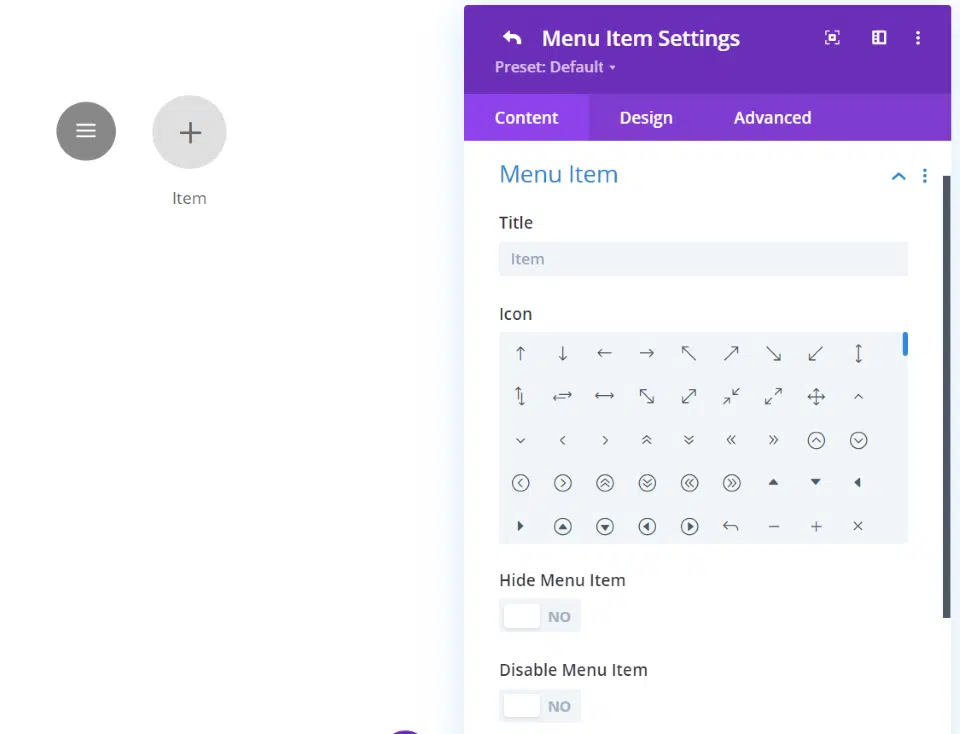 Menu Item Settings
Preset: Default
Content Design Advanced
Menu Item
Title
Item
Icon
Hide Menu Item
NO
Disable Menu Item
NO
Item